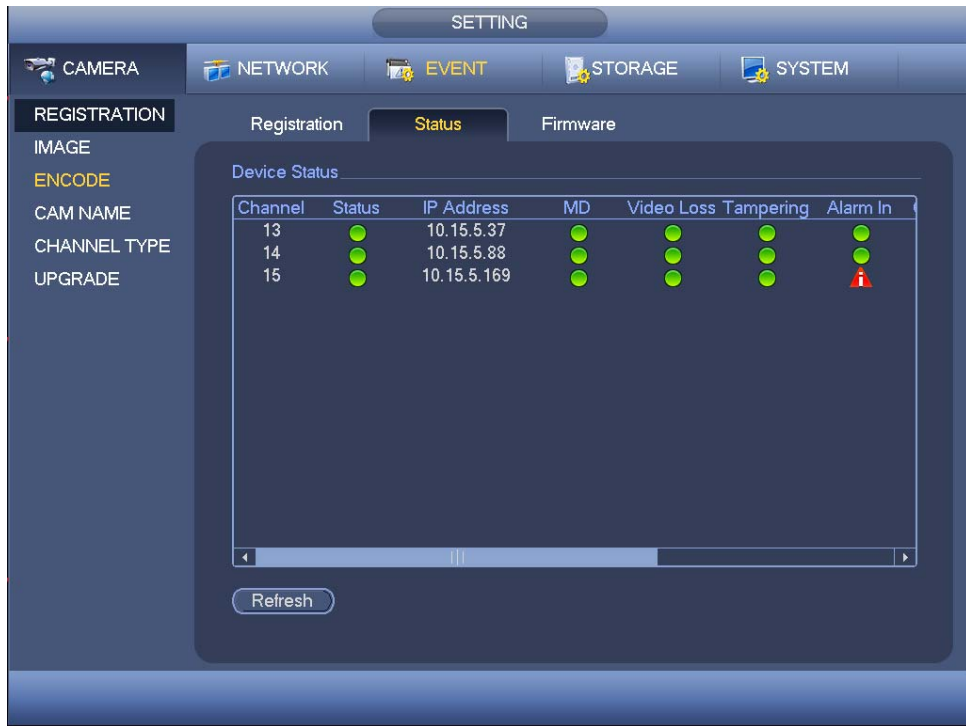 SETTING
CAMERA NETWORK EVENT STORAGE SYSTEM
REGISTRATION
IMAGE
ENCODE
CAM NAME
CHANNEL TYPE
UPGRADE
Registration Status Firmware
Device Status
Channel Status IP Address MD Video Loss Tampering Alarm In
13 10.15.5.37
14 10.15.5.88
15 10.15.5.169
Refresh